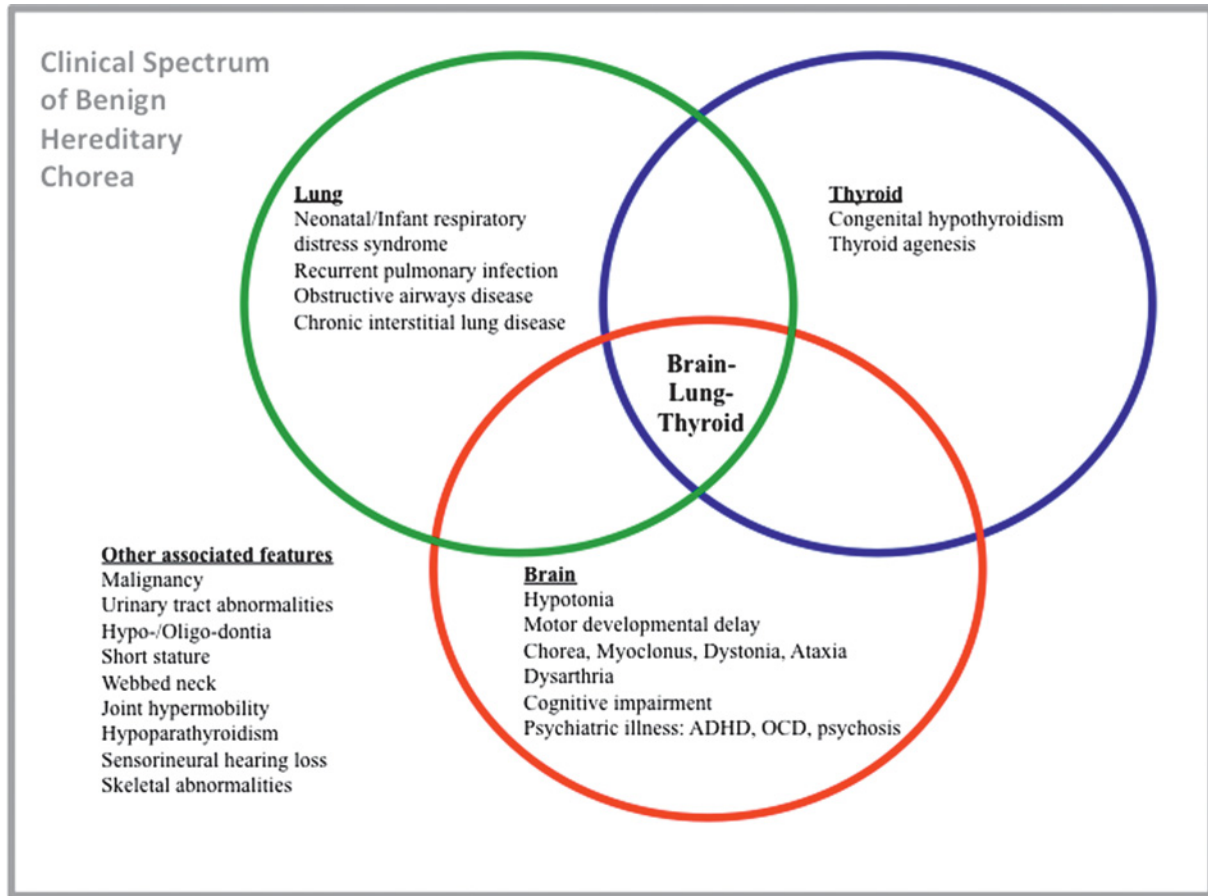 Clinical Spectrum
of Benign
Hereditary
Chorea
Lung
Neonatal/Infant respiratory
distress syndrome
Recurrent pulmonary infection
Obstructive airways disease
Chronic interstitial lung disease
Thyroid
Congenital hypothyroidism
Thyroid agenesis
Brain-
Lung-
Thyroid
Other associated features
Malignancy
Urinary tract abnormalities
Hypo-/Oligo-dontia
Short stature
Webbed neck
Joint hypermobility
Hypoparathyroidism
Sensorineural hearing loss
Skeletal abnormalities
Brain
Hypotonia
Motor developmental delay
Chorea, Myoclonus, Dystonia, Ataxia
Dysarthria
Cognitive impairment
Psychiatric illness: ADHD, OCD, psychosis